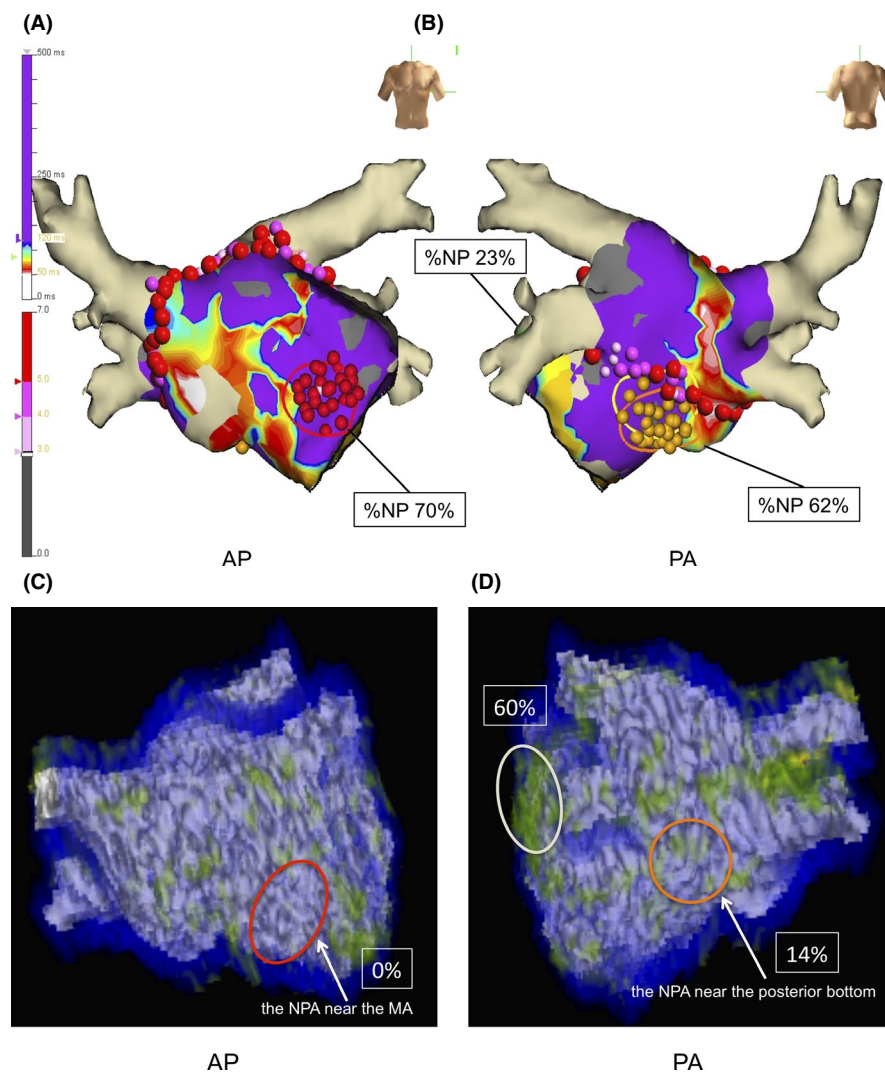 (A)
(B)
500 ms
250 ms
120 ms
50 ms
0 ms
7.0
5.0
4.0
3.0
0.0
%NP 23%
%NP 70%
%NP 62%
AP
PA
(C)
(D)
60%
0%
the NPA near the MA
14%
the NPA near the posterior bottom
AP
PA